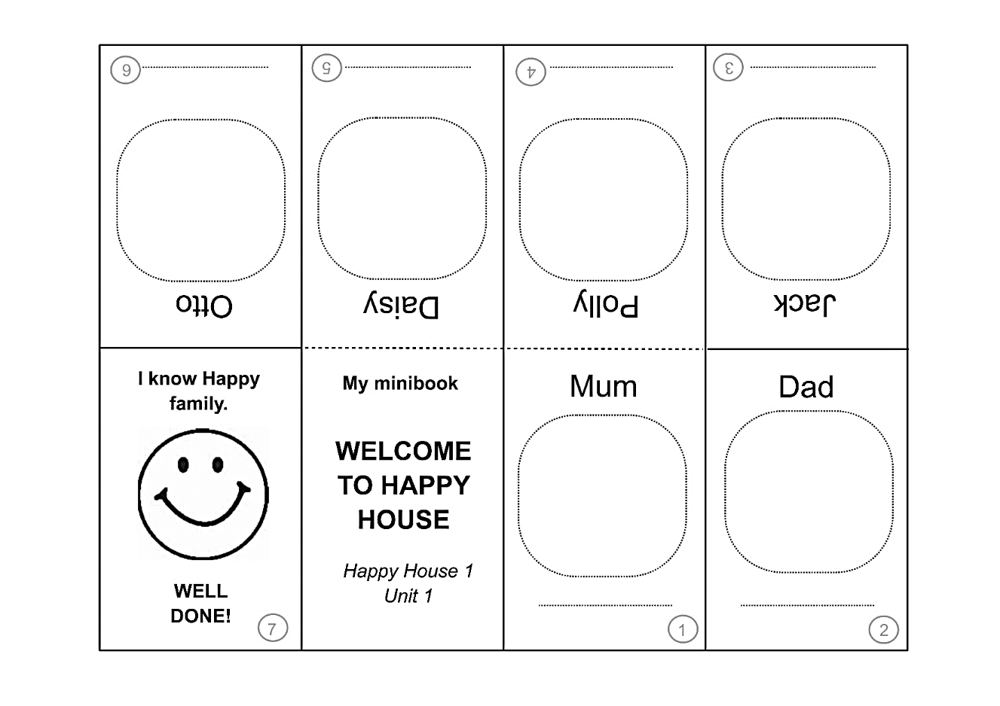 6
Otto
5
Daisy
4
Polly
3
Jack
I know Happy
family.
WELL
DONE!
7
My minibook
WELCOME
TO HAPPY
HOUSE
Happy House 1
Unit 1
Mum
1
Dad
2